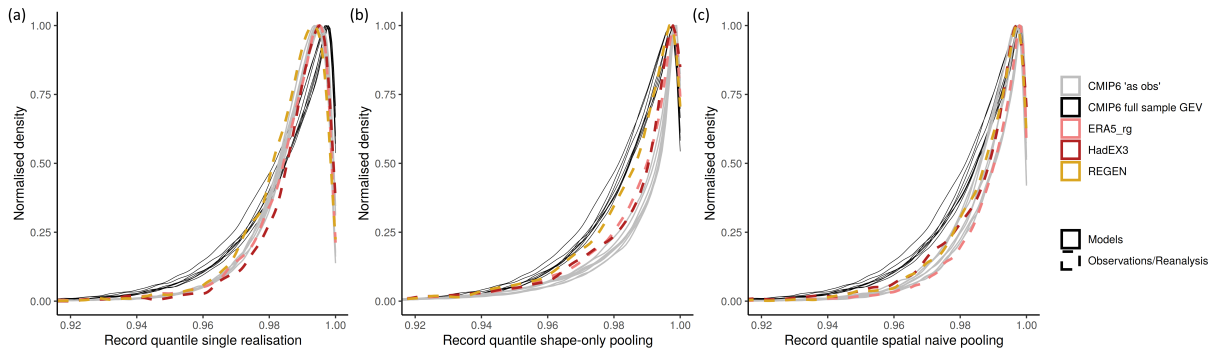 (a)
1.00
0.75
0.50
0.25
0.00
Normalised density
0.92
0.94
0.96
0.98
1.00
Record quantile single realisation
(b)
1.00
0.75
0.50
0.25
0.00
Normalised density
0.92
0.94
0.96
0.98
1.00
Record quantile shape-only pooling
(c)
1.00
0.75
0.50
0.25
0.00
Normalised density
0.92
0.94
0.96
0.98
1.00
Record quantile spatial naive pooling
CMIP6 'as obs'
CMIP6 full sample GEV
ERA5_rg
HadEX3
REGEN
Models
Observations/Reanalysis